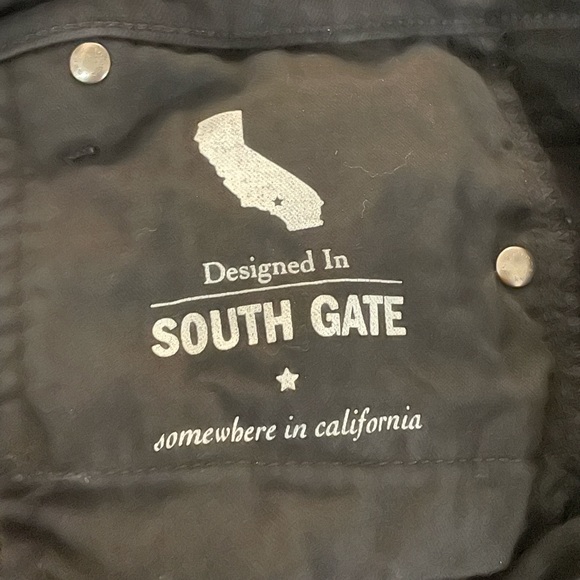 Designed In
SOUTH GATE
somewhere in california